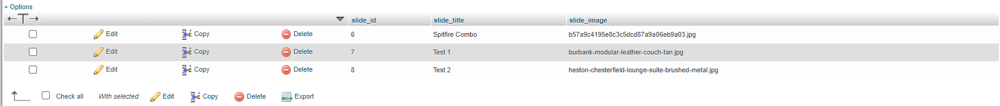 + Options
slide_id slide_title slide_image
Edit Copy Delete 6 Spitfire Combo b57a9c4195e8c3c5dcd87a9a06eb9a03.jpg
Edit Copy Delete 7 Test 1 burbank-modular-leather-couch-tan.jpg
Edit Copy Delete 8 Test 2 heston-chesterfield-lounge-suite-brushed-metal.jpg
Check all With selected: Edit Copy Delete Export